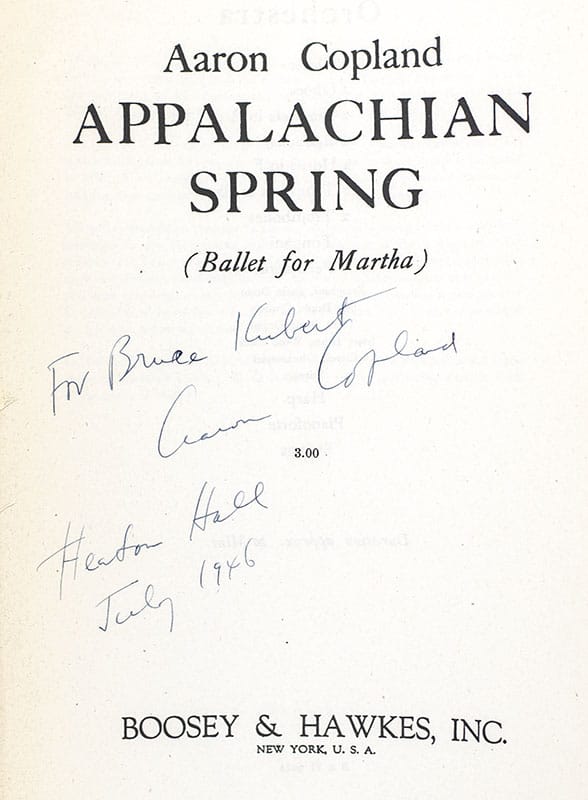 Aaron Copland
APPALACHIAN
SPRING
(Ballet for Martha)
For Bruce Kubert
Aaron Copland
3.00
Heaton Hall
July 1946
BOOSEY & HAWKES, INC.
NEW YORK, U. S. A.